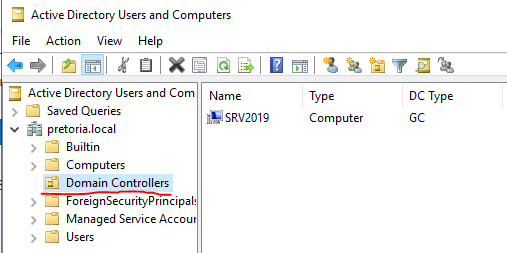 Active Directory Users and Computers
File Action View Help
Active Directory Users and Com
Saved Queries
pretoria.local
Builtin
Computers
Domain Controllers
ForeignSecurityPrincipals
Managed Service Accour
Users
Name Type DC Type
SRV2019 Computer GC